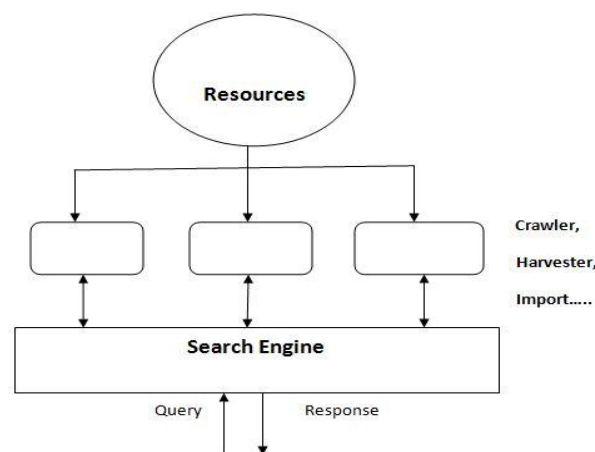 Resources
Crawler,
Harvester,
Import.....
Search Engine
Query
Response